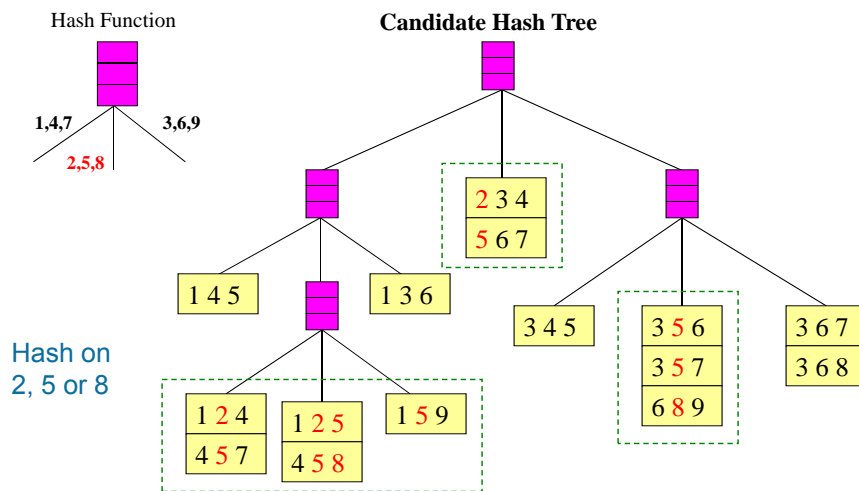 Hash Function
Candidate Hash Tree
1,4,7
3,6,9
2,5,8
2 3 4
5 6 7
1 4 5
1 3 6
3 4 5
3 5 6
3 5 7
6 8 9
3 6 7
3 6 8
Hash on
2, 5 or 8
1 2 4
4 5 7
1 2 5
4 5 8
1 5 9